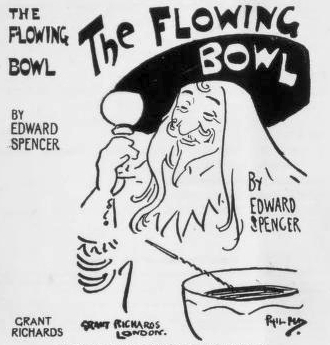 THE
FLOWING
BOWL
BY
EDWARD
SPENCER
GRANT
RICHARDS
The FLOWING
BOWL
By
EDWARD
SPENCER
GRANT RICHARDS
LONDON.
PHIL MAY